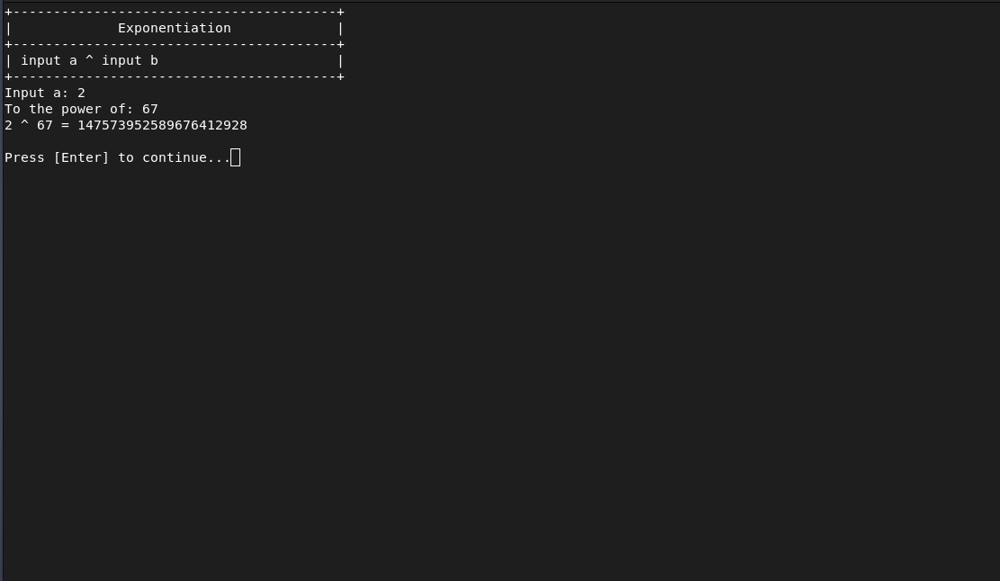 +----------------------------------------+
|             Exponentiation             |
+----------------------------------------+
| input a ^ input b                      |
+----------------------------------------+
Input a: 2
To the power of: 67
2 ^ 67 = 147573952589676412928
Press [Enter] to continue...